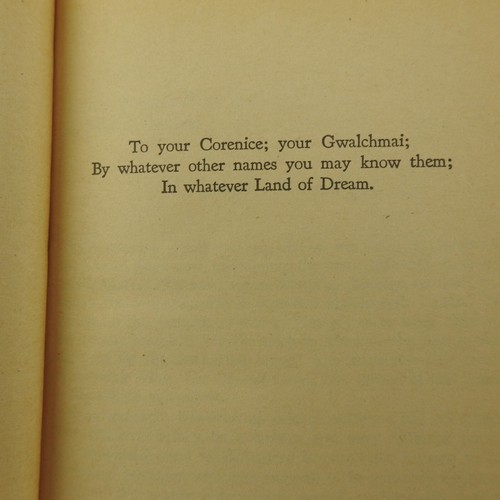 To your Corenice; your Gwalchmai;
By whatever other names you may know them;
In whatever Land of Dream.